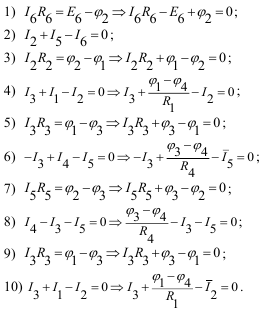 1) I₆R₆=E₆−φ₂⇒I₆R₆−E₆+φ₂=0;
2) I₂+I₅−I₆=0;
3) I₂R₂=φ₂−φ₁⇒I₂R₂+φ₁−φ₂=0;
4) I₃+I₁−I₂=0⇒I₃+(φ₁−φ₄)/R₁−I₂=0;
5) I₃R₃=φ₁−φ₃⇒I₃R₃+φ₃−φ₁=0;
6) −I₃+I₄−I₅=0⇒−I₃+(φ₃−φ₄)/R₄−I̅₅=0;
7) I₅R₅=φ₂−φ₃⇒I₅R₅+φ₃−φ₂=0;
8) I₄−I₃−I₅=0⇒(φ₃−φ₄)/R₄−I₃−I₅=0;
9) I₃R₃=φ₁−φ₃⇒I₃R₃+φ₃−φ₁=0;
10) I₃+I₁−I₂=0⇒I₃+(φ₁−φ₄)/R₁−I̅₂=0.